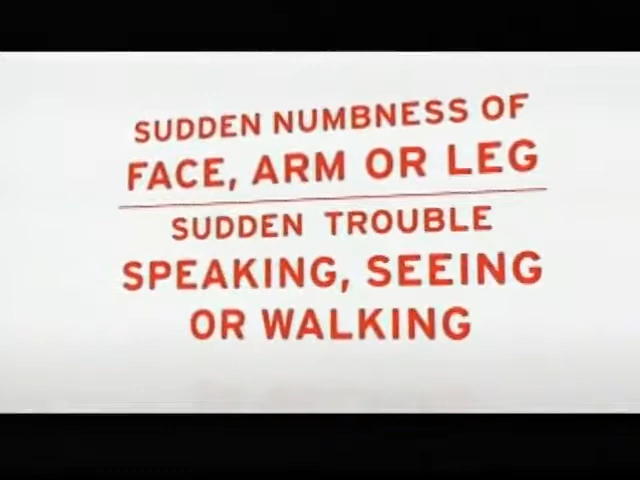 SUDDEN NUMBNESS OF
FACE, ARM OR LEG
SUDDEN TROUBLE
SPEAKING, SEEING
OR WALKING